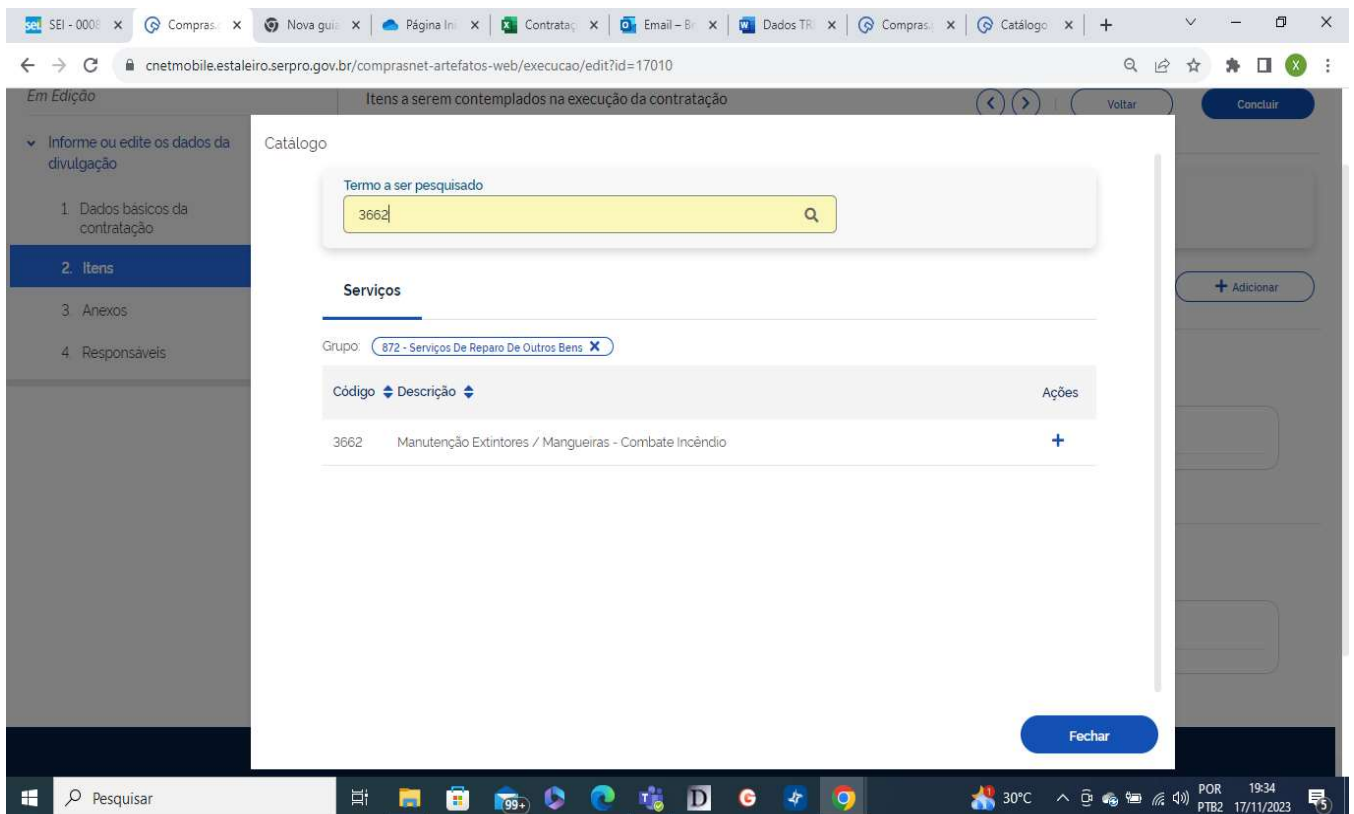 SEI - 0008
Compras.
Nova gui
Página Ini
Contrataç
Email – Br
Dados TR
Compras.
Catálogo
cnetmobile.estaleiro.serpro.gov.br/comprasnet-artefatos-web/execucao/edit?id=17010
Em Edição
Itens a serem contemplados na execução da contratação
Voltar
Concluir
Informe ou edite os dados da
divulgação
1 Dados básicos da
contratação
2. Itens
3 Anexos
4 Responsáveis
Adicionar
Catálogo
Termo a ser pesquisado
3662
Serviços
Grupo: 872 - Serviços De Reparo De Outros Bens X
Código Descrição Ações
3662 Manutenção Extintores / Mangueiras - Combate Incêndio +
Fechar
Pesquisar
99+
30°C
POR 19:34
PTB2 17/11/2023
5